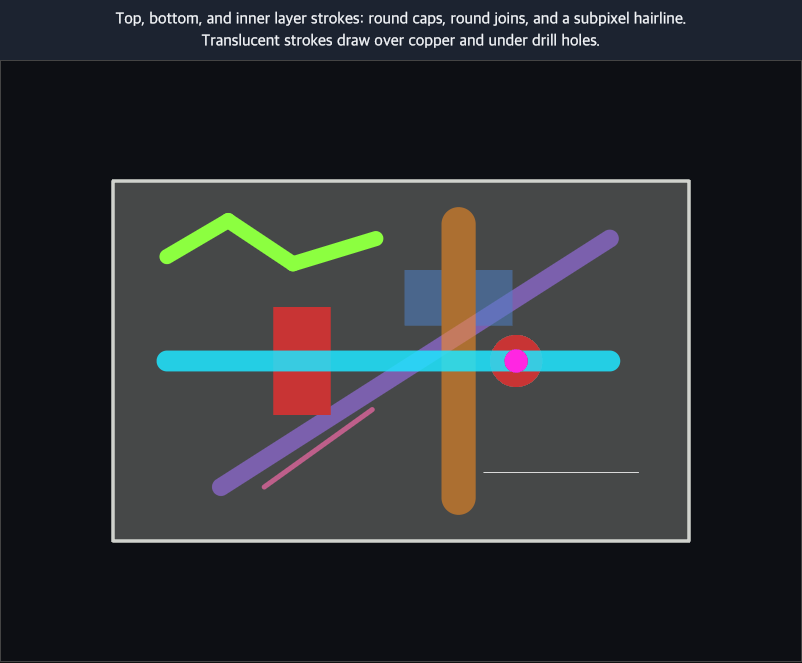 Top, bottom, and inner layer strokes: round caps, round joins, and a subpixel hairline.
Translucent strokes draw over copper and under drill holes.